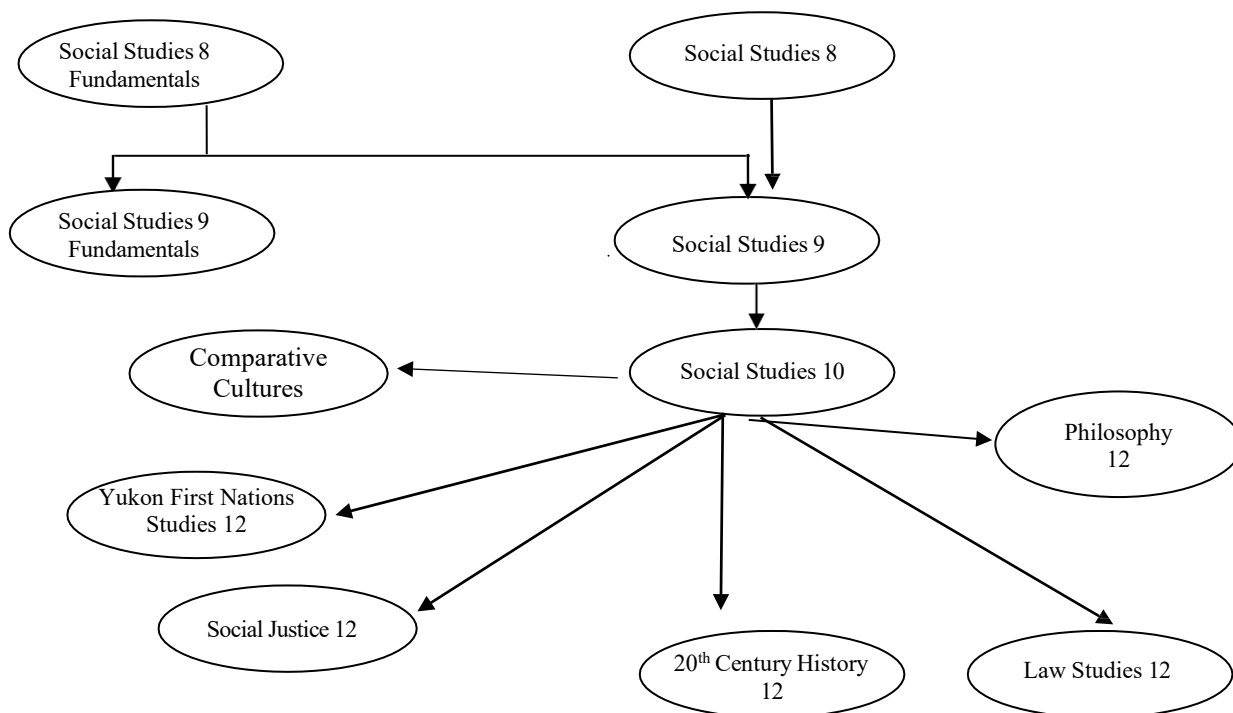 Social Studies 8
Fundamentals
Social Studies 8
Social Studies 9
Fundamentals
Social Studies 9
Comparative
Cultures
Social Studies 10
Philosophy
12
Yukon First Nations
Studies 12
Social Justice 12
20th Century History
12
Law Studies 12